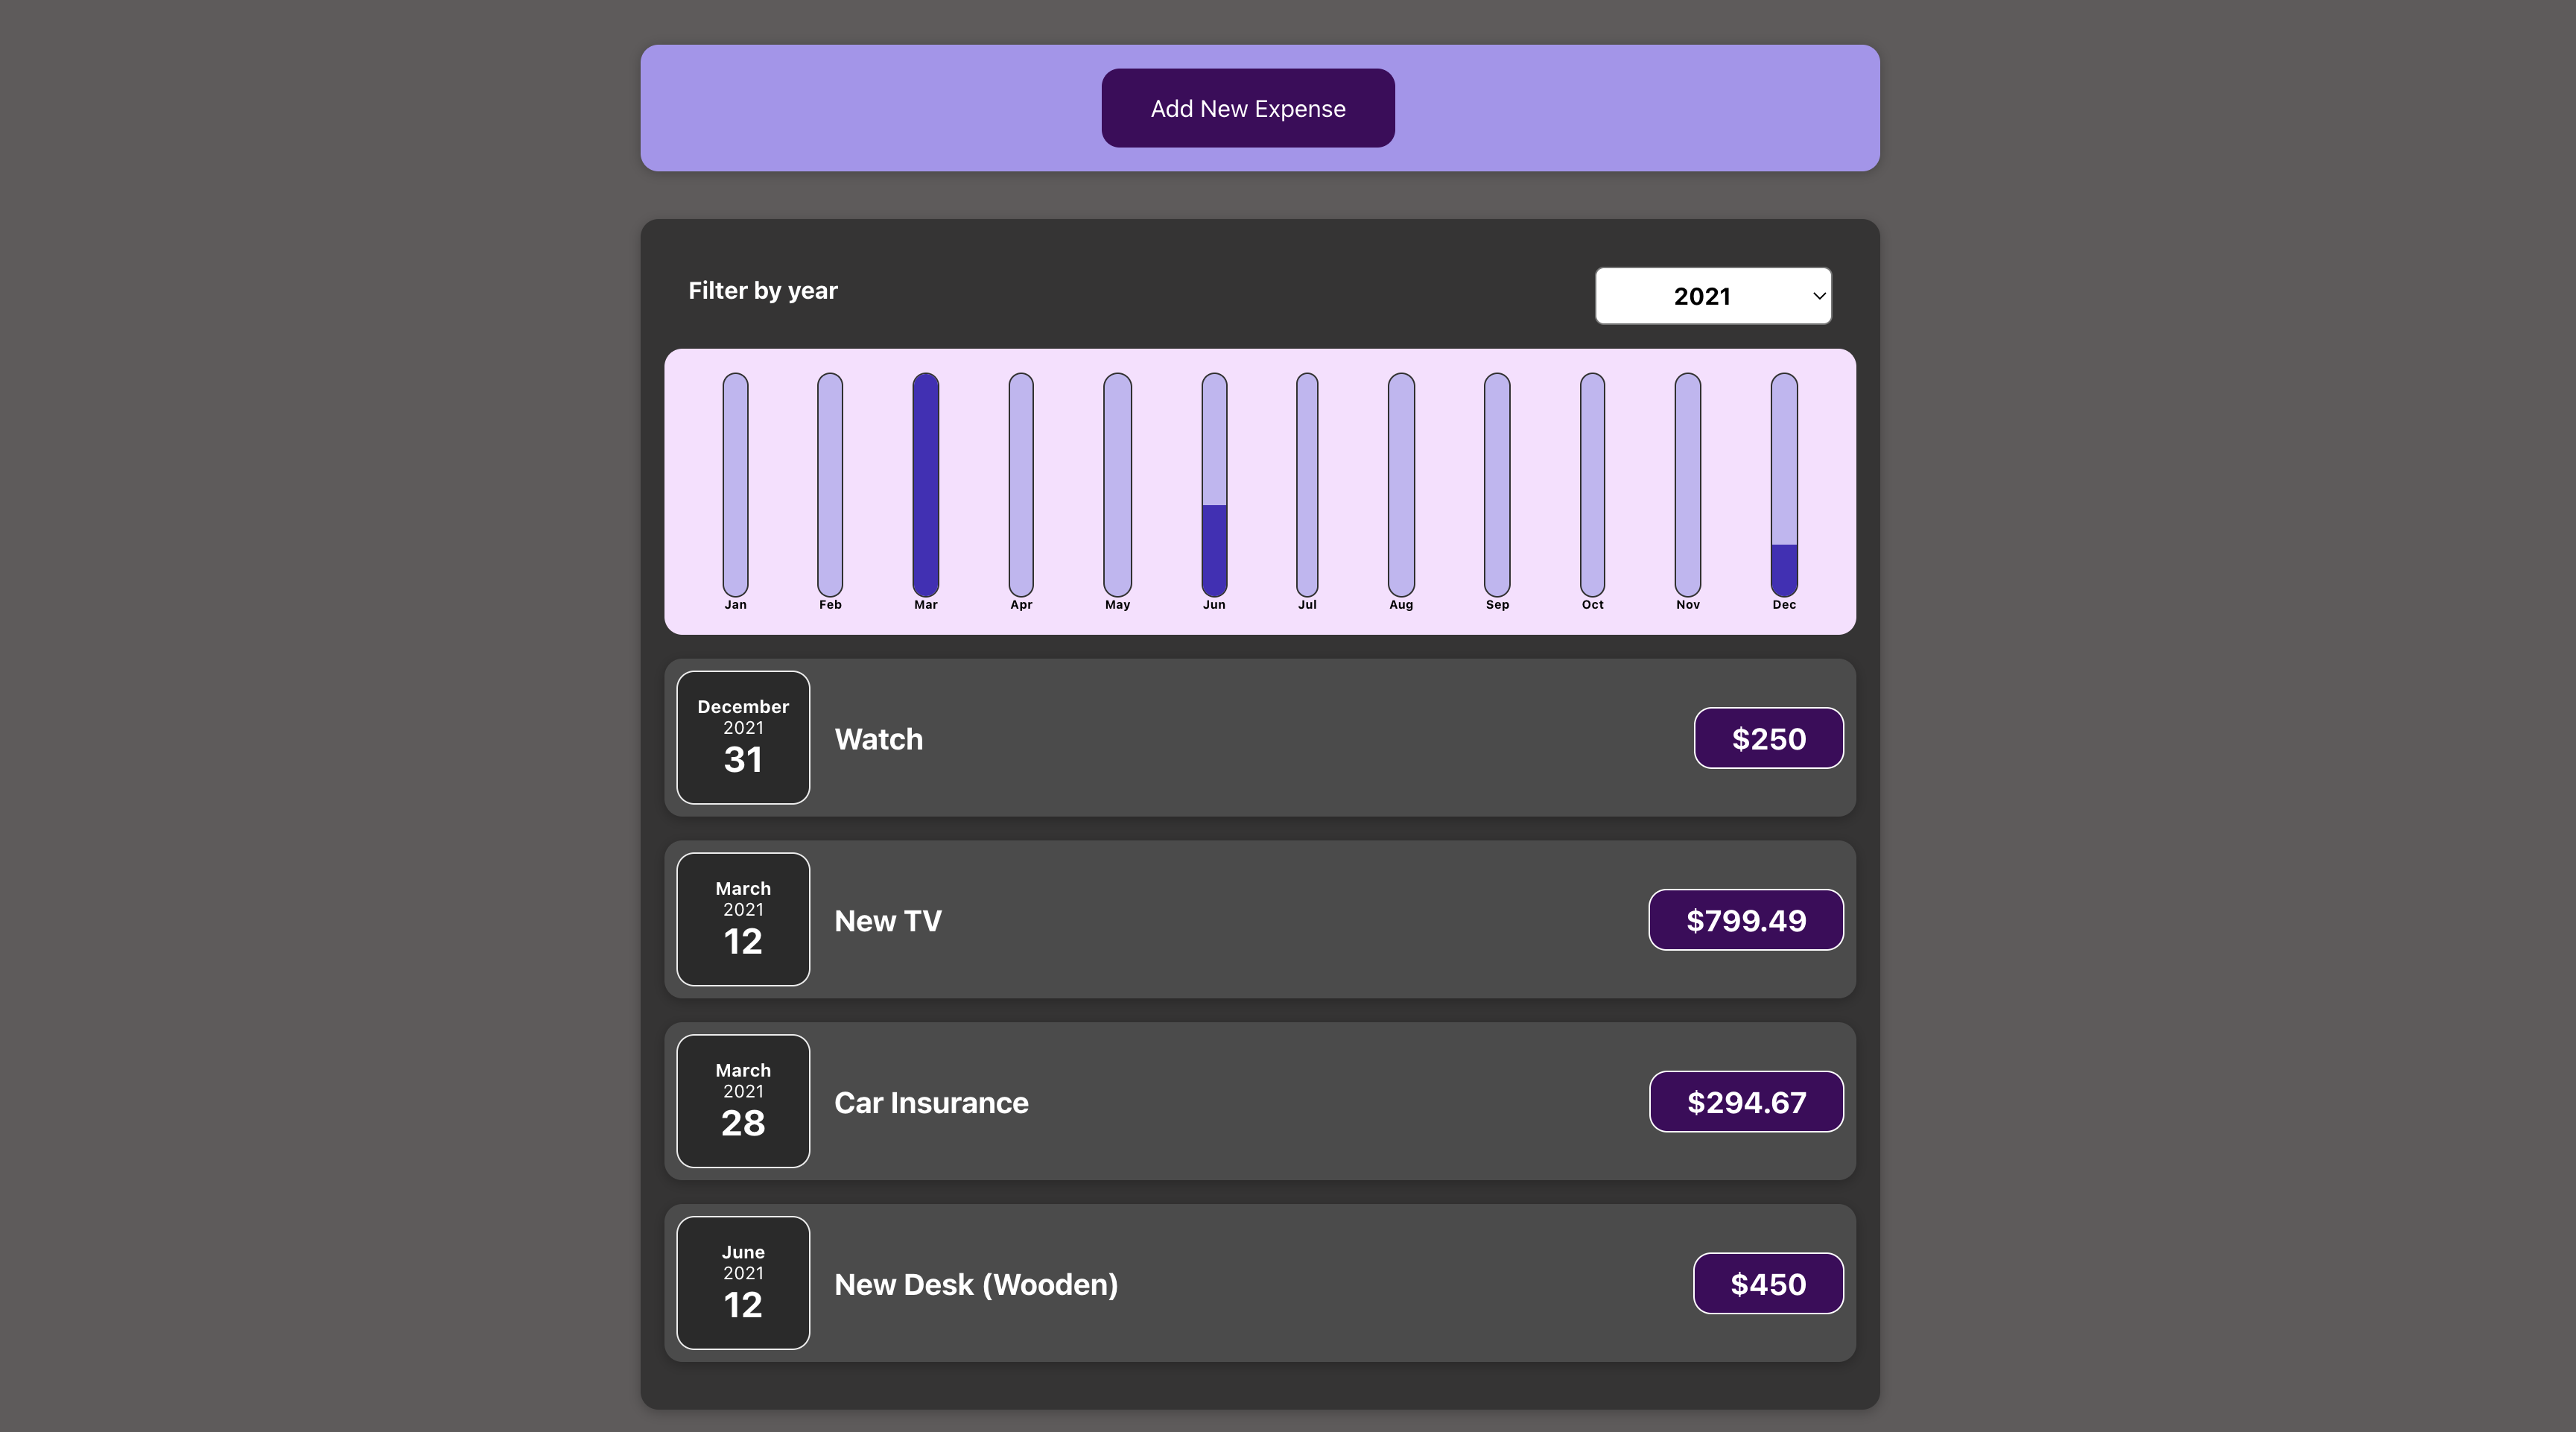 Add New Expense
Filter by year
2021
Jan Feb Mar Apr May Jun Jul Aug Sep Oct Nov Dec
December
2021
31
Watch
$250
March
2021
12
New TV
$799.49
March
2021
28
Car Insurance
$294.67
June
2021
12
New Desk (Wooden)
$450